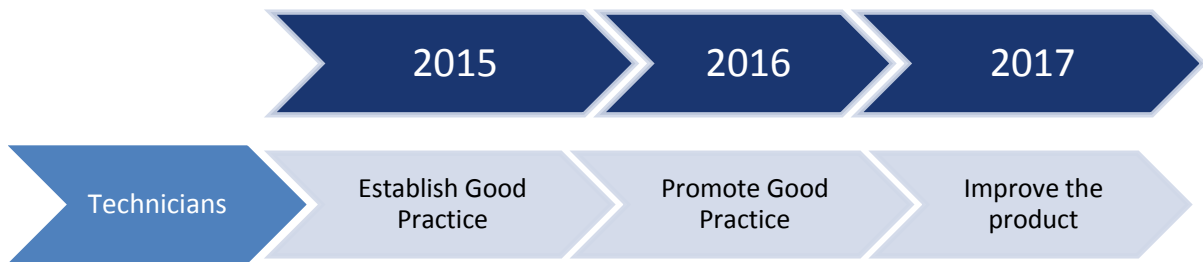 2015
2016
2017
Technicians
Establish Good
Practice
Promote Good
Practice
Improve the
product